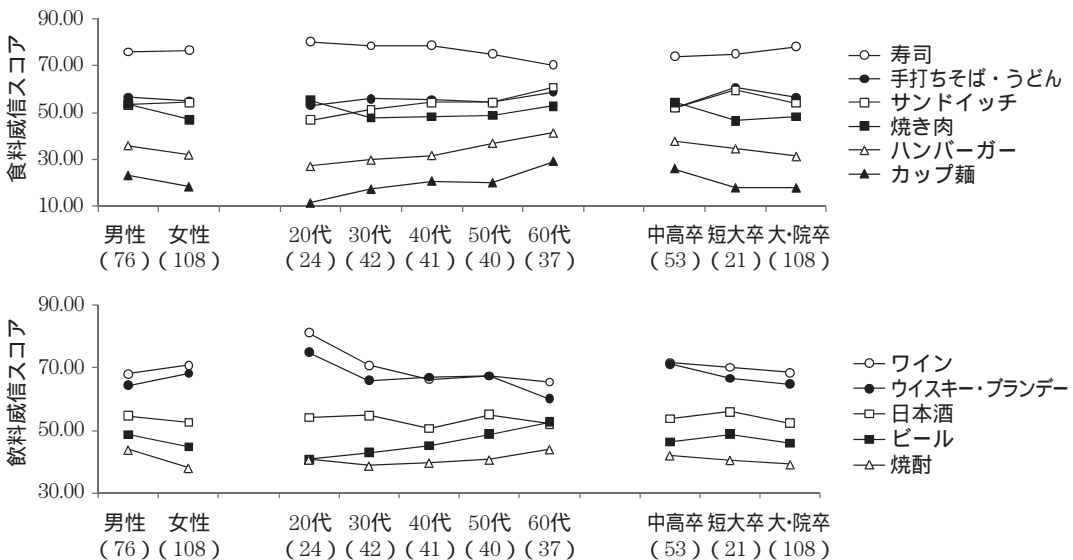 食料威信スコア
90.00
70.00
50.00
30.00
10.00
男性 女性 20代 30代 40代 50代 60代 中高卒 短大卒 大・院卒
(76) (108) (24) (42) (41) (40) (37) (53) (21) (108)
寿司
手打ちそば・うどん
サンドイッチ
焼き肉
ハンバーガー
カップ麺
飲料威信スコア
90.00
70.00
50.00
30.00
男性 女性 20代 30代 40代 50代 60代 中高卒 短大卒 大・院卒
(76) (108) (24) (42) (41) (40) (37) (53) (21) (108)
ワイン
ウイスキー・ブランデー
日本酒
ビール
焼酎